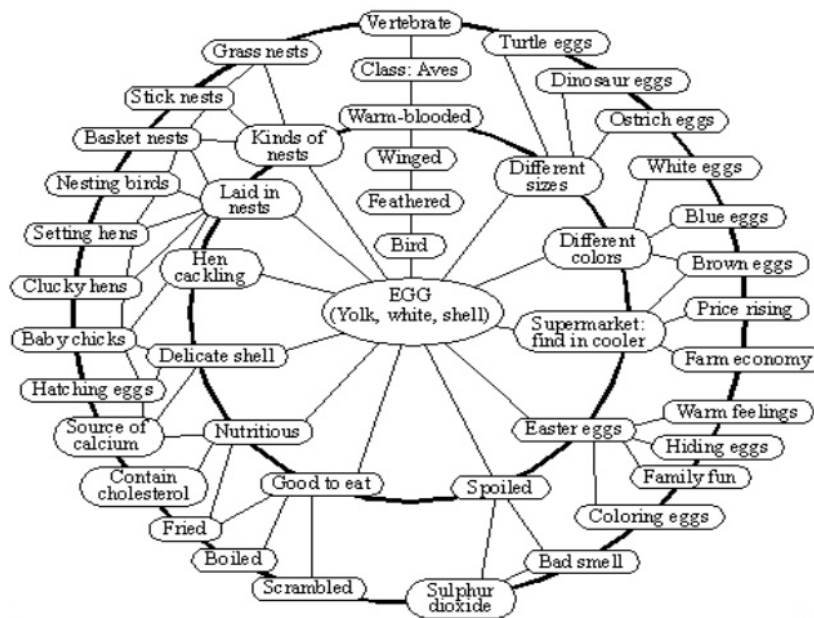 Vertebrate
Grass nests
Turtle eggs
Class: Aves
Dinosaur eggs
Stick nests
Warm-blooded
Ostrich eggs
Basket nests
Kinds of
nests
Winged
Different
sizes
White eggs
Nesting birds
Laid in
nests
Feathered
Blue eggs
Setting hens
Different
colors
Bird
Hen
cackling
Brown eggs
Clucky hens
EGG
(Yolk, white, shell)
Price rising
Supermarket:
find in cooler
Baby chicks
Delicate shell
Farm economy
Hatching eggs
Warm feelings
Source of
calcium
Nutritious
Easter eggs
Hiding eggs
Contain
cholesterol
Good to eat
Spoiled
Family fun
Fried
Coloring eggs
Boiled
Bad smell
Scrambled
Sulphur
dioxide